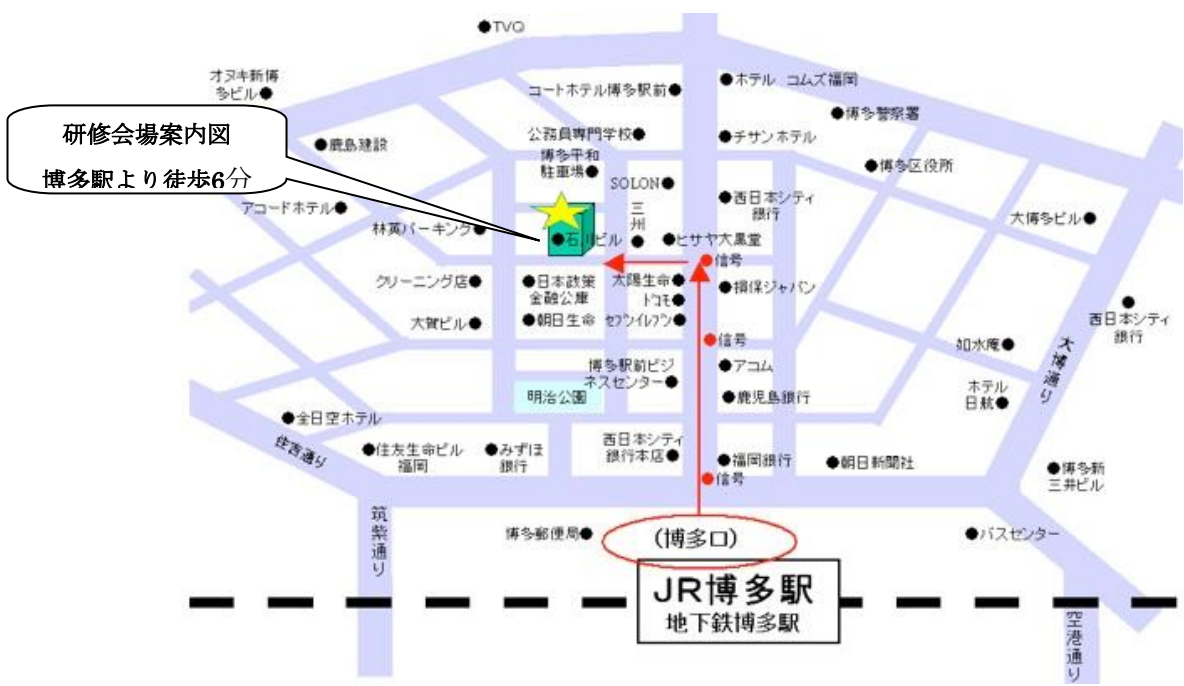 TVQ
オヌキ新博
多ビル
コートホテル博多駅前
ホテル コムズ福岡
博多警察署
研修会場案内図
博多駅より徒歩6分
鹿島建設
公務員専門学校
チサンホテル
博多平和
駐車場
博多区役所
SOLON
西日本シティ
銀行
アコードホテル
林英パーキング
三州
大博多ビル
石川ビル
ヒサヤ大黒堂
信号
クリーニング店
日本政策
金融公庫
太陽生命
損保ジャパン
ドコモ
大賀ビル
朝日生命
セブンイレブン
西日本シティ
銀行
信号
如水庵
大博通り
博多駅前ビジ
ネスセンター
アコム
明治公園
鹿児島銀行
ホテル
日航
全日空ホテル
住吉通り
住友生命ビル
福岡
みずほ
銀行
西日本シティ
銀行本店
福岡銀行
朝日新聞社
博多新
三井ビル
信号
筑紫通り
博多郵便局
(博多口)
バスセンター
JR博多駅
地下鉄博多駅
空港通り